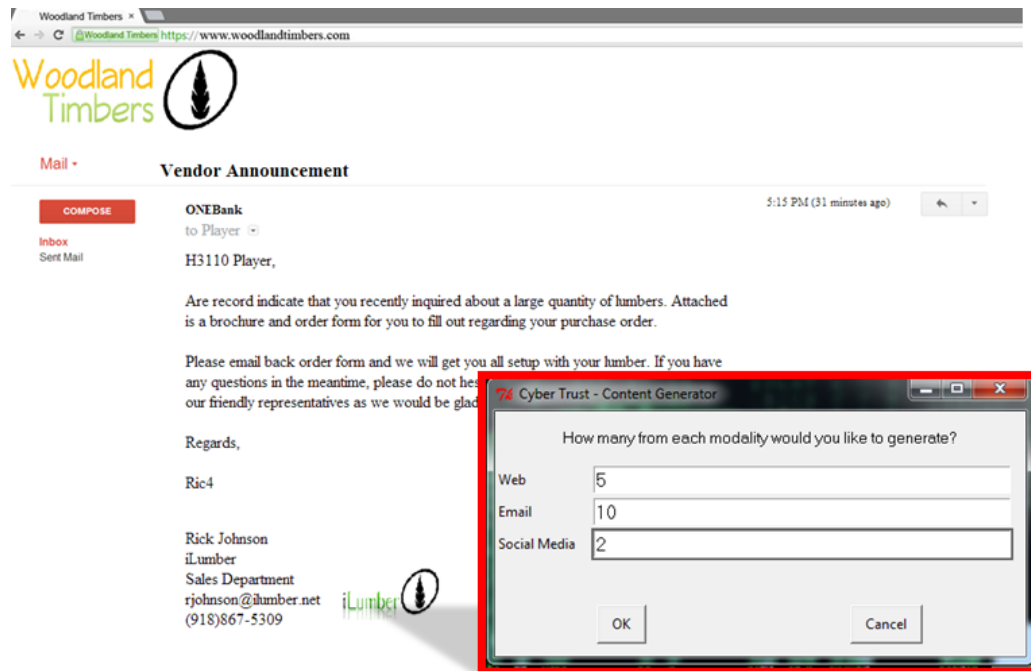 Woodland Timbers ×
Woodland Timbers https://www.woodlandtimbers.com
Woodland
Timbers
Mail
Vendor Announcement
COMPOSE
Inbox
Sent Mail
ONEBank
5:15 PM (31 minutes ago)
to Player
H3110 Player,
Are record indicate that you recently inquired about a large quantity of lumbers. Attached
is a brochure and order form for you to fill out regarding your purchase order.
Please email back order form and we will get you all setup with your lumber. If you have
any questions in the meantime, please do not hes
our friendly representatives as we would be glad
Regards,
Ric4
Rick Johnson
iLumber
Sales Department
rjohnson@ilumber.net
(918)867-5309
iLumber
Cyber Trust - Content Generator
How many from each modality would you like to generate?
Web 5
Email 10
Social Media 2
OK Cancel